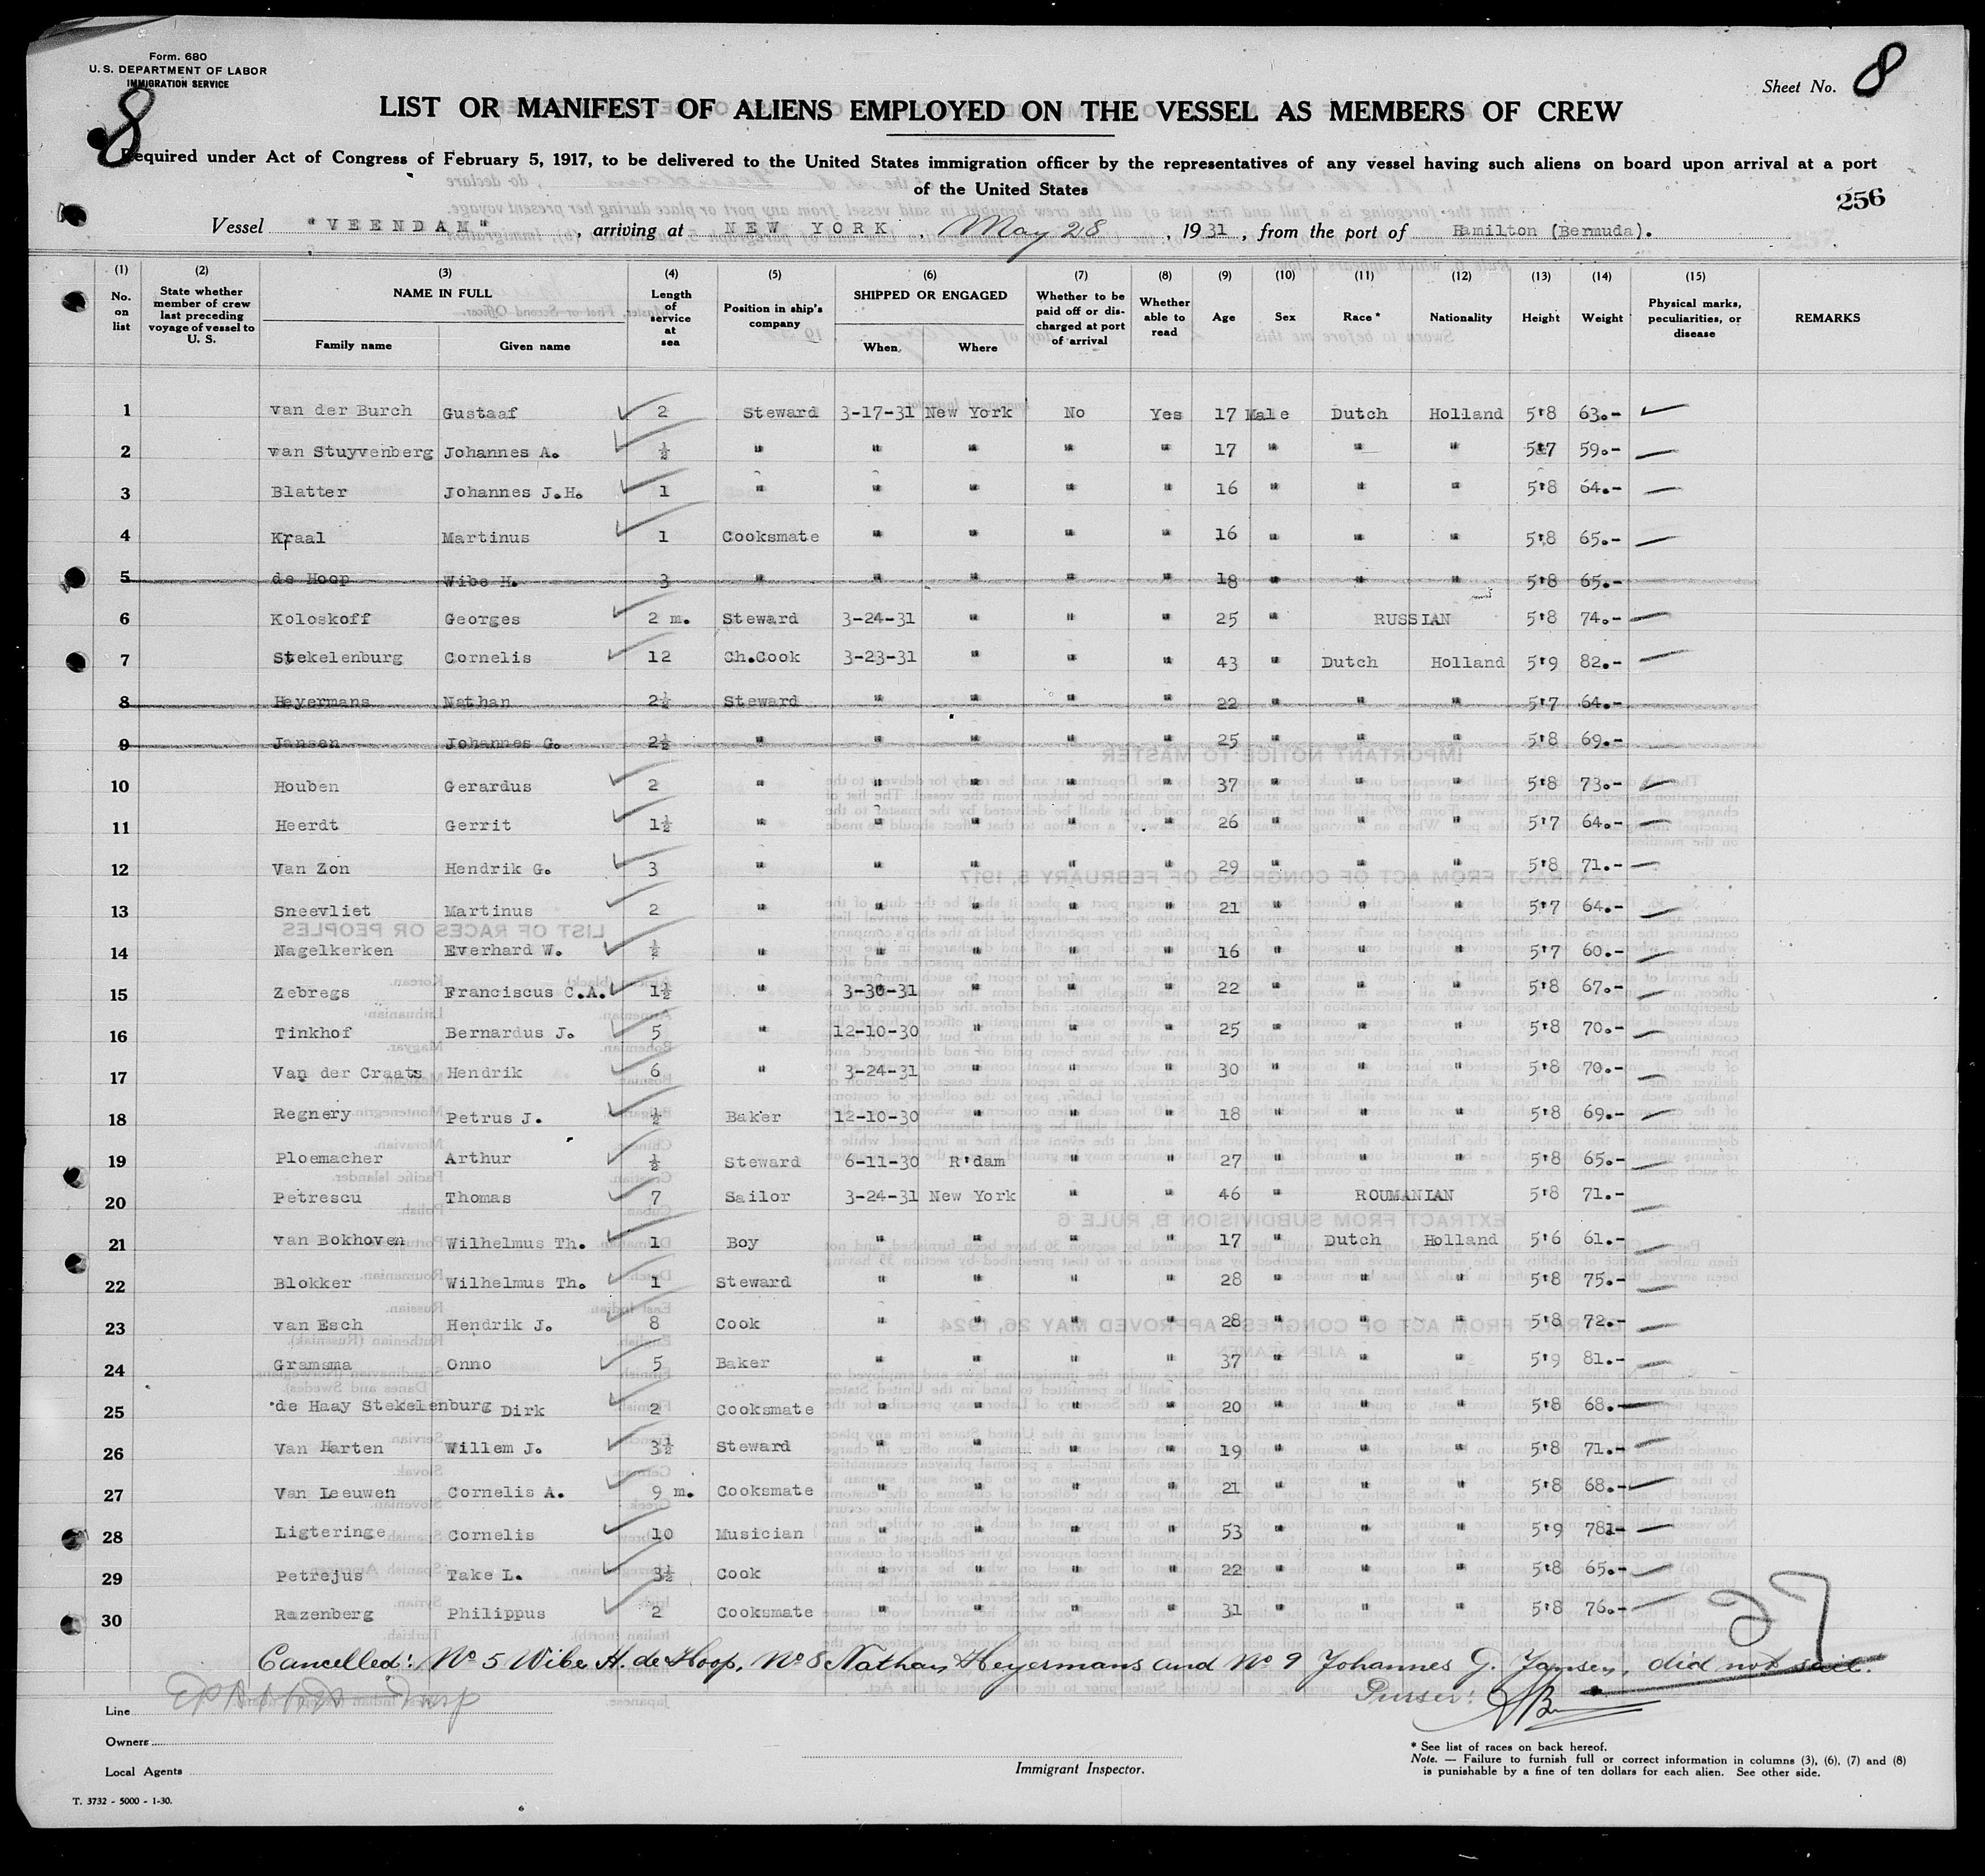 Form. 680
U. S. DEPARTMENT OF LABOR
IMMIGRATION SERVICE
8
Sheet No. 8
LIST OR MANIFEST OF ALIENS EMPLOYED ON THE VESSEL AS MEMBERS OF CREW
Required under Act of Congress of February 5, 1917, to be delivered to the United States immigration officer by the representatives of any vessel having such aliens on board upon arrival at a port
of the United States
256
Vessel "VEENDAM", arriving at NEW YORK, May 28, 1931, from the port of Hamilton (Bermuda).
(1) (2) (3) (4) (5) (6) (7) (8) (9) (10) (11) (12) (13) (14) (15)
No. on list State whether member of crew last preceding voyage of vessel to U. S. NAME IN FULL Family name Given name Length of service at sea Position in ship's company SHIPPED OR ENGAGED When Where Whether to be paid off or discharged at port of arrival Whether able to read Age Sex Race* Nationality Height Weight Physical marks, peculiarities, or disease REMARKS
1 van der Burch Gustaaf 2 Steward 3-17-31 New York No Yes 17 Male Dutch Holland 5'8 63.-
2 van Stuyvenberg Johannes A. ½ " " " " " 17 " " " 5'7 59.-
3 Blatter Johannes J.H. 1 " " " " " 16 " " " 5'8 64.-
4 Kraal Martinus 1 Cooksmate " " " " 16 " " " 5'8 65.-
5 de Hoop Wibe H. 3 " " " " " 18 " " " 5'8 65.-
6 Koloskoff Georges 2 m. Steward 3-24-31 " " " 25 " RUSSIAN 5'8 74.-
7 Stekelenburg Cornelis 12 Ch.Cook 3-23-31 " " " 43 " Dutch Holland 5'9 82.-
8 Heyermans Nathan 2½ Steward " " " " 22 " " " 5'7 64.-
9 Jansen Johannes G. 2½ " " " " " 25 " " " 5'8 69.-
10 Houben Gerardus 2 " " " " " 37 " " " 5'8 73.-
11 Heerdt Gerrit 1½ " " " " " 26 " " " 5'7 64.-
12 Van Zon Hendrik G. 3 " " " " " 29 " " " 5'8 71.-
13 Sneevliet Martinus 2 " " " " " 21 " " " 5'7 64.-
14 Nagelkerken Everhard W. ½ " " " " " 16 " " " 5'7 60.-
15 Zebregs Franciscus C.A. 1½ " 3-30-31 " " " 22 " " " 5'8 67.-
16 Tinkhof Bernardus J. 5 " 12-10-30 " " " 25 " " " 5'8 70.-
17 Van der Craats Hendrik 6 " 3-24-31 " " " 30 " " " 5'8 70.-
18 Regnery Petrus J. ½ Baker 12-10-30 " " " 18 " " " 5'8 69.-
19 Ploemacher Arthur ½ Steward 6-11-30 R'dam " " 27 " " " 5'8 65.-
20 Petrescu Thomas 7 Sailor 3-24-31 New York " " 46 " ROUMANIAN 5'8 71.-
21 van Bokhoven Wilhelmus Th. 1 Boy " " " " 17 " Dutch Holland 5'6 61.-
22 Blokker Wilhelmus Th. 1 Steward " " " " 28 " " " 5'8 75.-
23 van Esch Hendrik J. 8 Cook " " " " 28 " " " 5'8 72.-
24 Gramsma Onno 5 Baker " " " " 37 " " " 5'9 81.-
25 de Haay Stekelenburg Dirk 2 Cooksmate " " " " 20 " " " 5'8 68.-
26 Van Harten Willem J. 3½ Steward " " " " 19 " " " 5'8 71.-
27 Van Leeuwen Cornelis A. 9 m. Cooksmate " " " " 21 " " " 5'8 68.-
28 Ligteringe Cornelis 10 Musician " " " " 53 " " " 5'9 78.-
29 Petrejus Take L. 3½ Cook " " " " 22 " " " 5'8 65.-
30 Razenberg Philippus 2 Cooksmate " " " " 31 " " " 5'8 76.-
27
Cancelled: No 5 Wibe H. de Hoop, No 8 Nathan Heyermans and No 9 Johannes G. Jansen, did not sail.
Purser:
Line
Owners
Local Agents
Immigrant Inspector.
* See list of races on back hereof.
Note. — Failure to furnish full or correct information in columns (3), (6), (7) and (8)
is punishable by a fine of ten dollars for each alien. See other side.
T. 3732 - 5000 - 1-30.
6